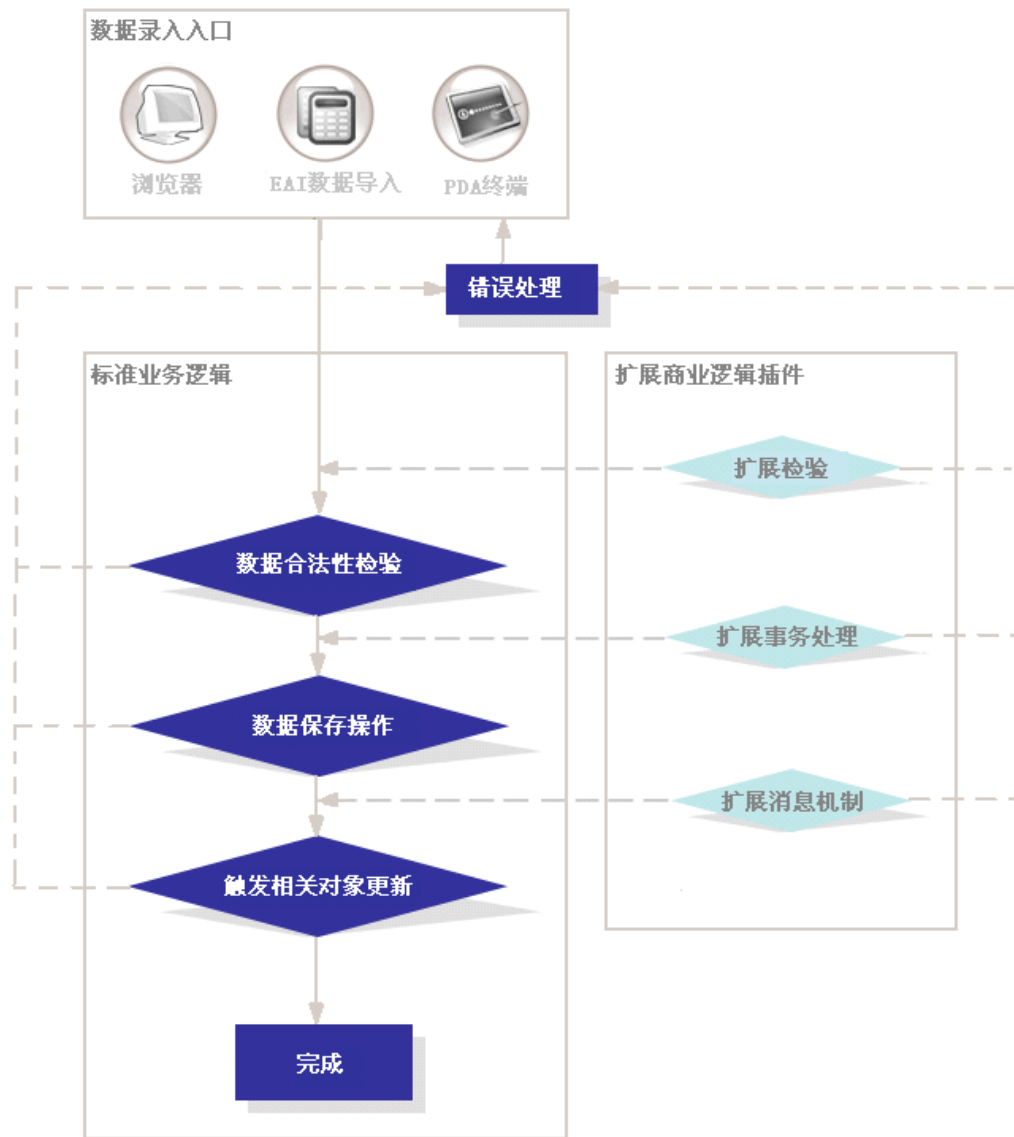 数据录入入口
浏览器
EAI数据导入
PDA终端
错误处理
标准业务逻辑
扩展商业逻辑插件
扩展检验
数据合法性检验
扩展事务处理
数据保存操作
扩展消息机制
触发相关对象更新
完成